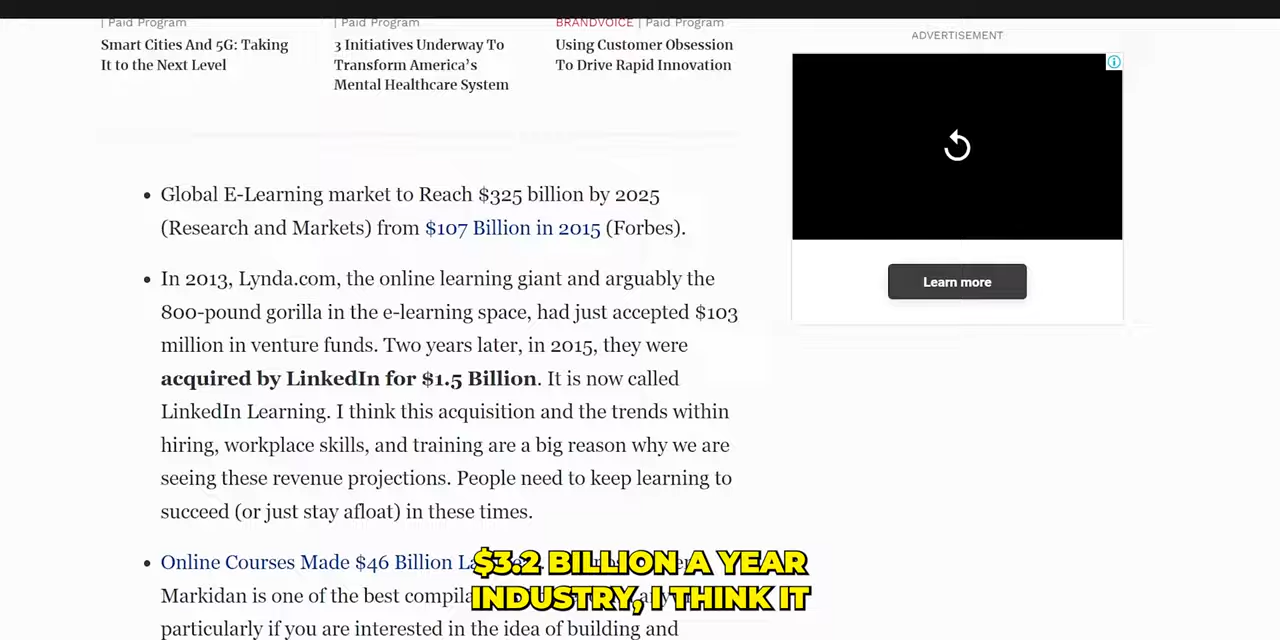 | Paid Program
Smart Cities And 5G: Taking
It to the Next Level
| Paid Program
3 Initiatives Underway To
Transform America's
Mental Healthcare System
BRANDVOICE | Paid Program
Using Customer Obsession
To Drive Rapid Innovation
ADVERTISEMENT
Learn more
• Global E-Learning market to Reach $325 billion by 2025
(Research and Markets) from $107 Billion in 2015 (Forbes).
• In 2013, Lynda.com, the online learning giant and arguably the
800-pound gorilla in the e-learning space, had just accepted $103
million in venture funds. Two years later, in 2015, they were
acquired by LinkedIn for $1.5 Billion. It is now called
LinkedIn Learning. I think this acquisition and the trends within
hiring, workplace skills, and training are a big reason why we are
seeing these revenue projections. People need to keep learning to
succeed (or just stay afloat) in these times.
• Online Courses Made $46 Billion
Markidan is one of the best
particularly if you are interested in the idea of building and
$3.2 BILLION A YEAR
INDUSTRY, I THINK IT